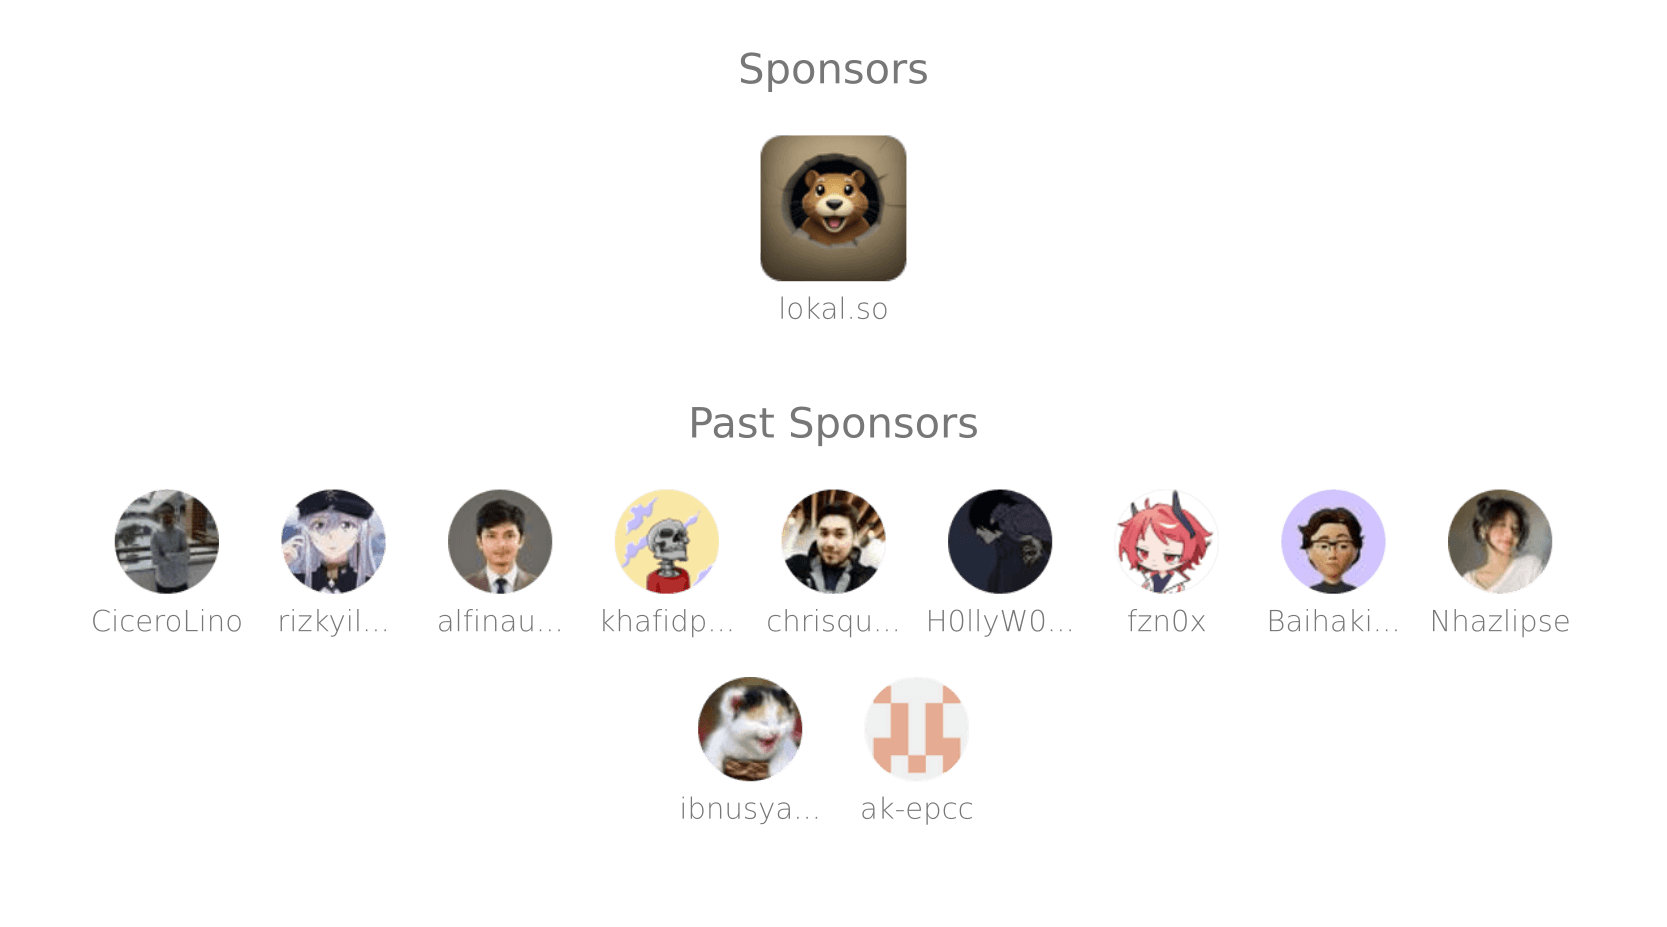 Sponsors
lokal.so
Past Sponsors
CiceroLino rizkyil... alfinau... khafidp... chrisqu... H0llyW0... fzn0x Baihaki... Nhazlipse
ibnusya... ak-epcc